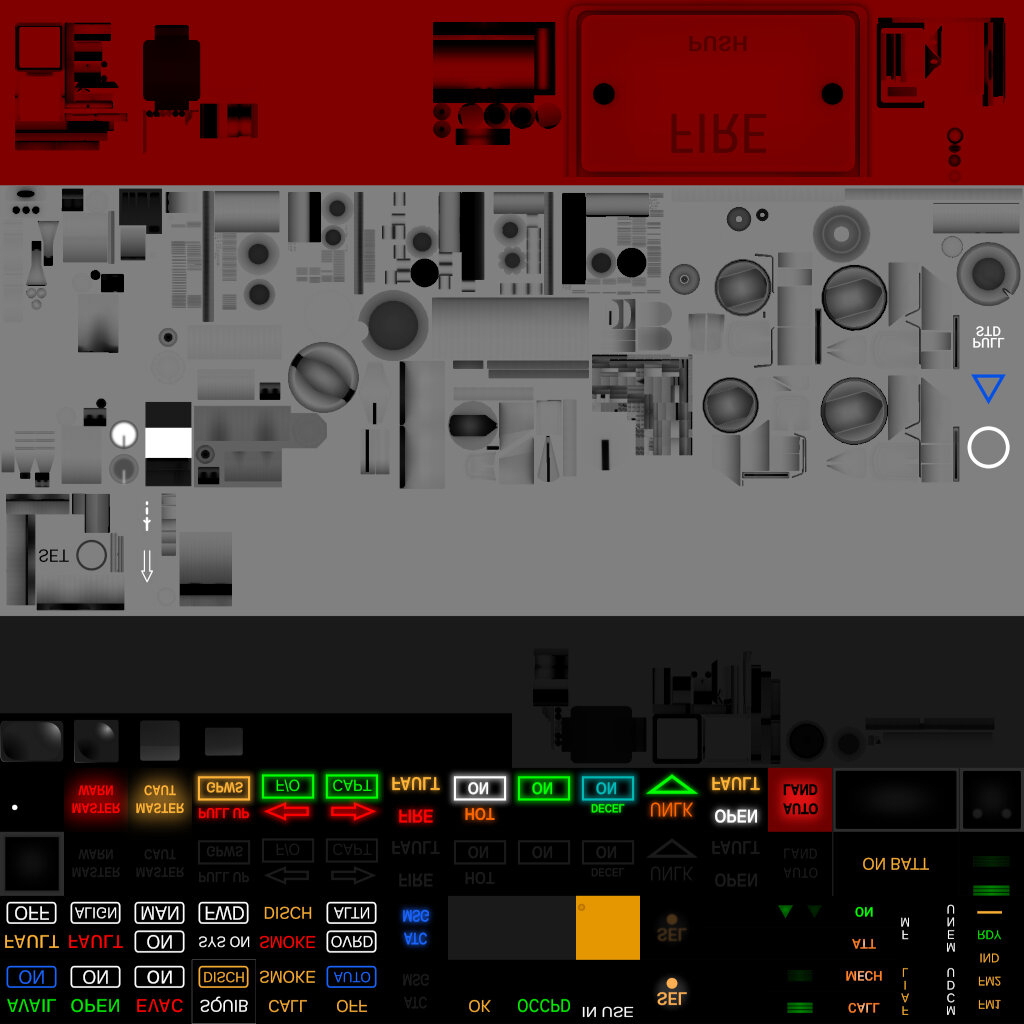 PUSH
FIRE
STD
PULL
SET
WARN
MASTER
CAUT
MASTER
GPWS
PULL UP
F/O
CAPT
FAULT
FIRE
ON
HOT
ON
ON
DECEL
UNLK
FAULT
OPEN
LAND
AUTO
WARN
MASTER
CAUT
MASTER
GPWS
PULL UP
F/O
CAPT
FAULT
FIRE
ON
HOT
ON
ON
DECEL
UNLK
FAULT
OPEN
LAND
AUTO
ON BATT
OFF
FAULT
ALIGN
FAULT
MAN
ON
FWD
SYS ON
DISCH
SMOKE
ALTN
OVRD
MSG
ATC
SEL
ON
ATT
RDY
IND
ON
AVAIL
ON
OPEN
ON
EVAC
DISCH
SQUIB
SMOKE
CALL
AUTO
OFF
MSG
ATC
OK
OCCPD
IN USE
SEL
MECH
CALL
FM2
FM1